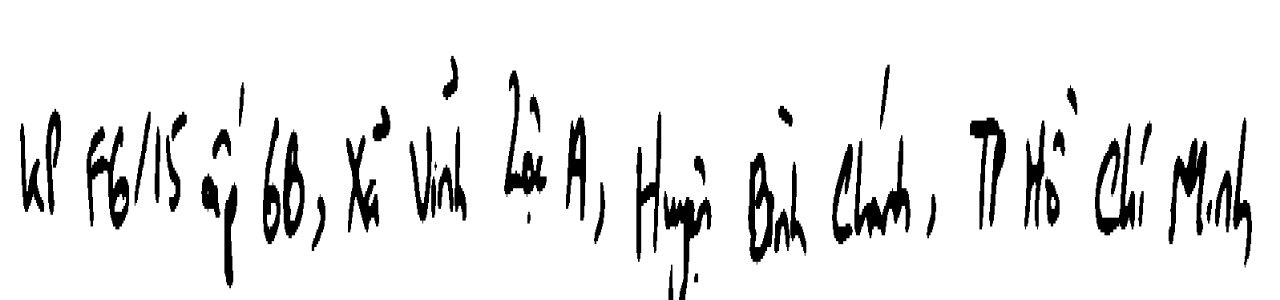 KP F6/15 ấp 6B, Xã Vĩnh Lộc A, Huyện Bình Chánh, TP Hồ Chí Minh